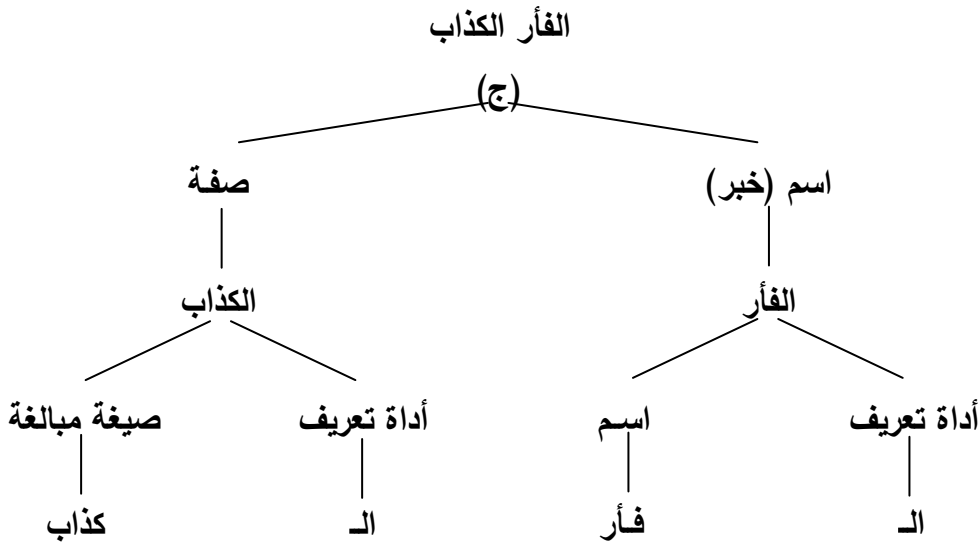 الفأر الكذاب
(ج)
اسم (خبر) صفة
الفأر الكذاب
أداة تعريف اسم أداة تعريف صيغة مبالغة
الـ فأر الـ كذاب